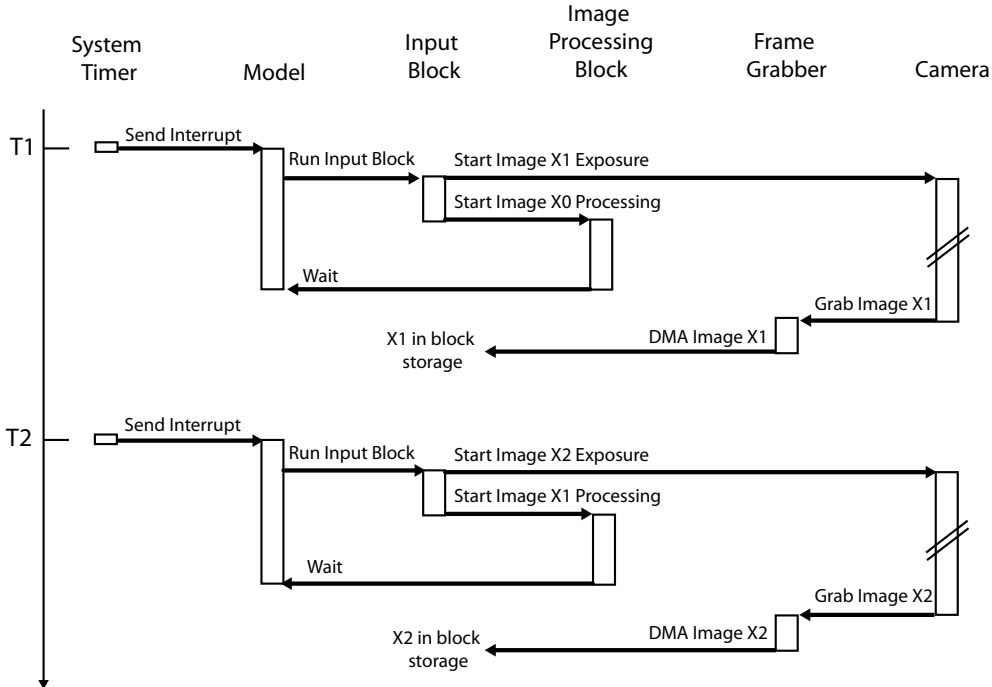 System
Timer
Model
Input
Block
Image
Processing
Block
Frame
Grabber
Camera
T1
Send Interrupt
Run Input Block
Start Image X1 Exposure
Start Image X0 Processing
Wait
Grab Image X1
DMA Image X1
X1 in block
storage
T2
Send Interrupt
Run Input Block
Start Image X2 Exposure
Start Image X1 Processing
Wait
Grab Image X2
DMA Image X2
X2 in block
storage